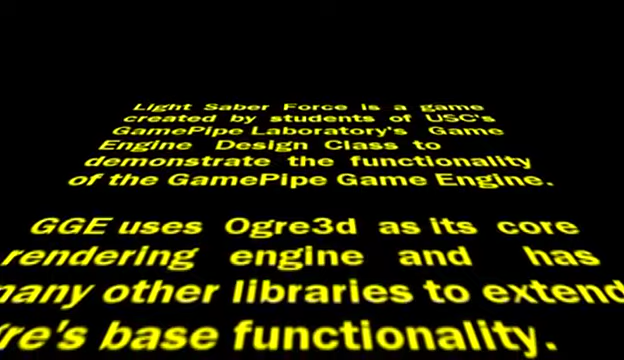 Light Saber Force is a game
created by students of USC's
GamePipe Laboratory's Game
Engine Design Class to
demonstrate the functionality
of the GamePipe Game Engine.
GGE uses Ogre3d as its core
rendering engine and has
many other libraries to extend
gre's base functionality.